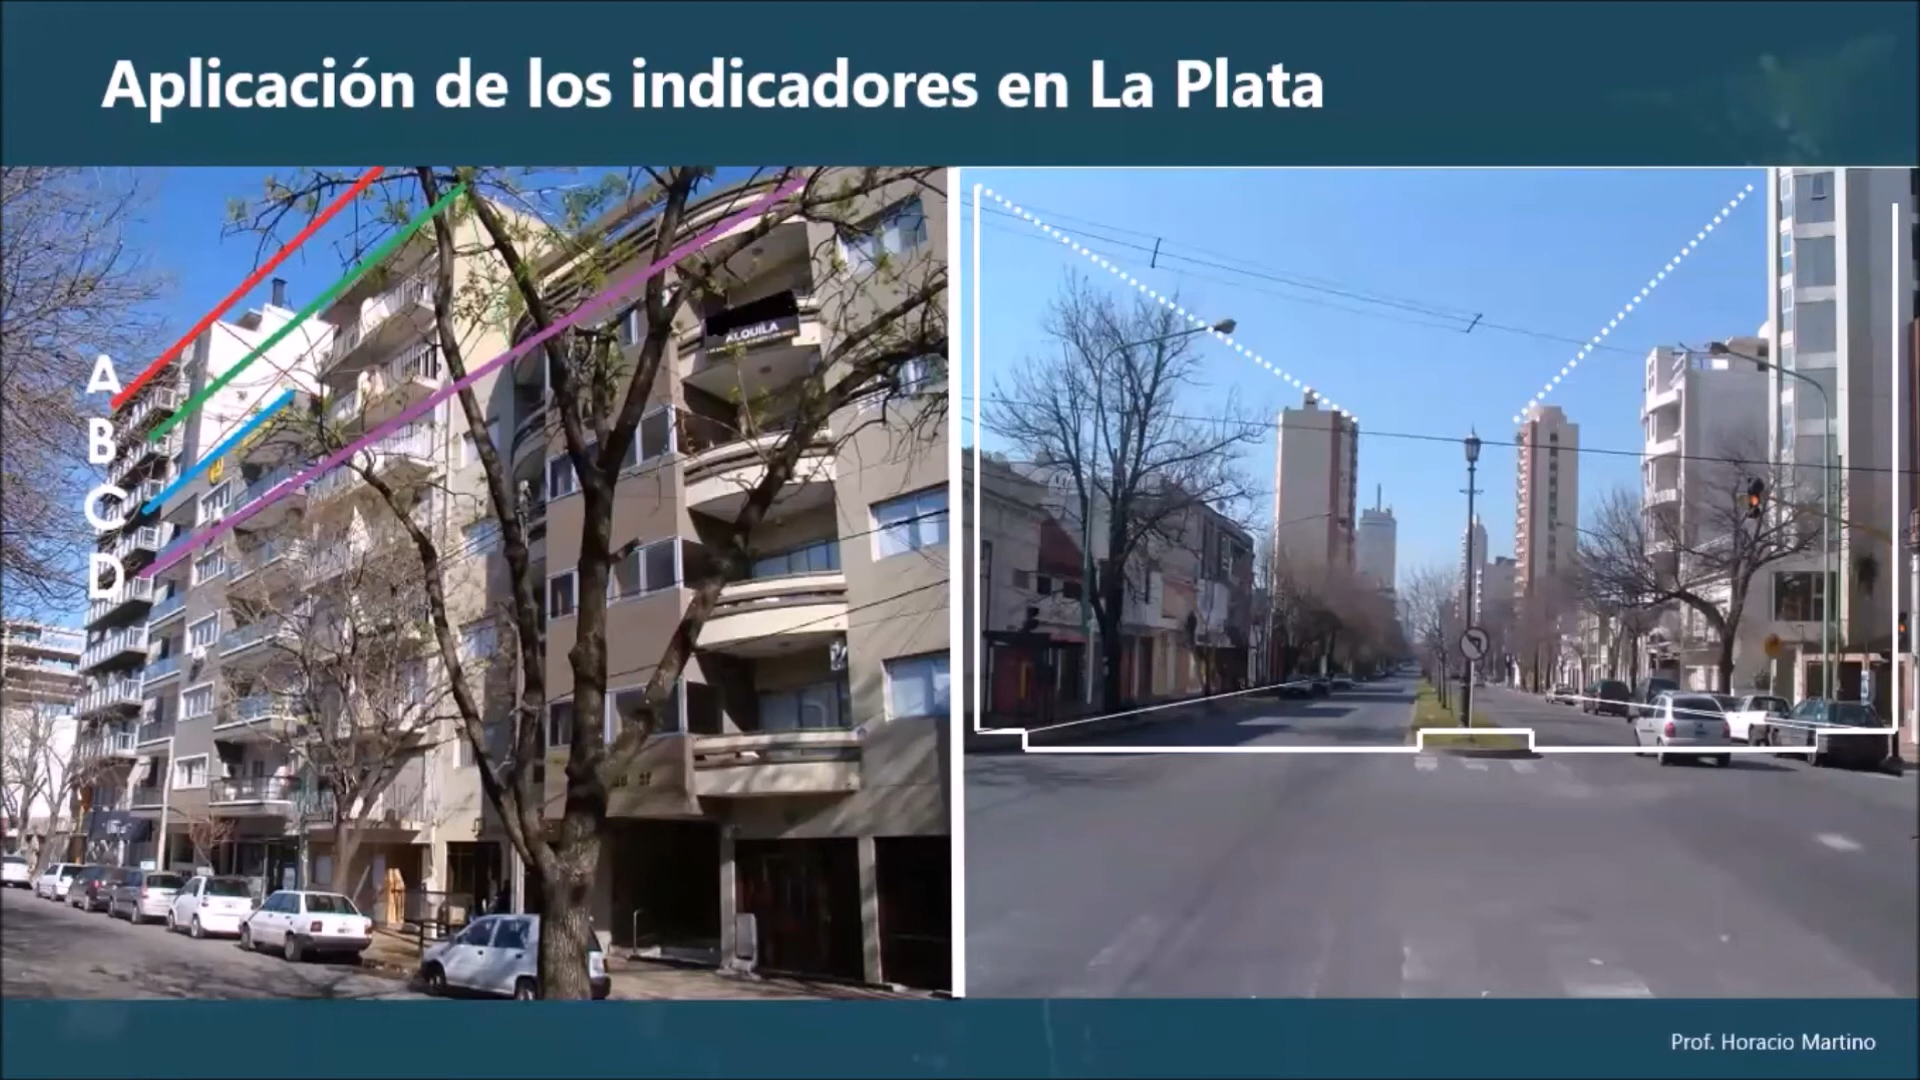 Aplicación de los indicadores en La Plata
A
B
C
D
ALQUILA
Prof. Horacio Martino